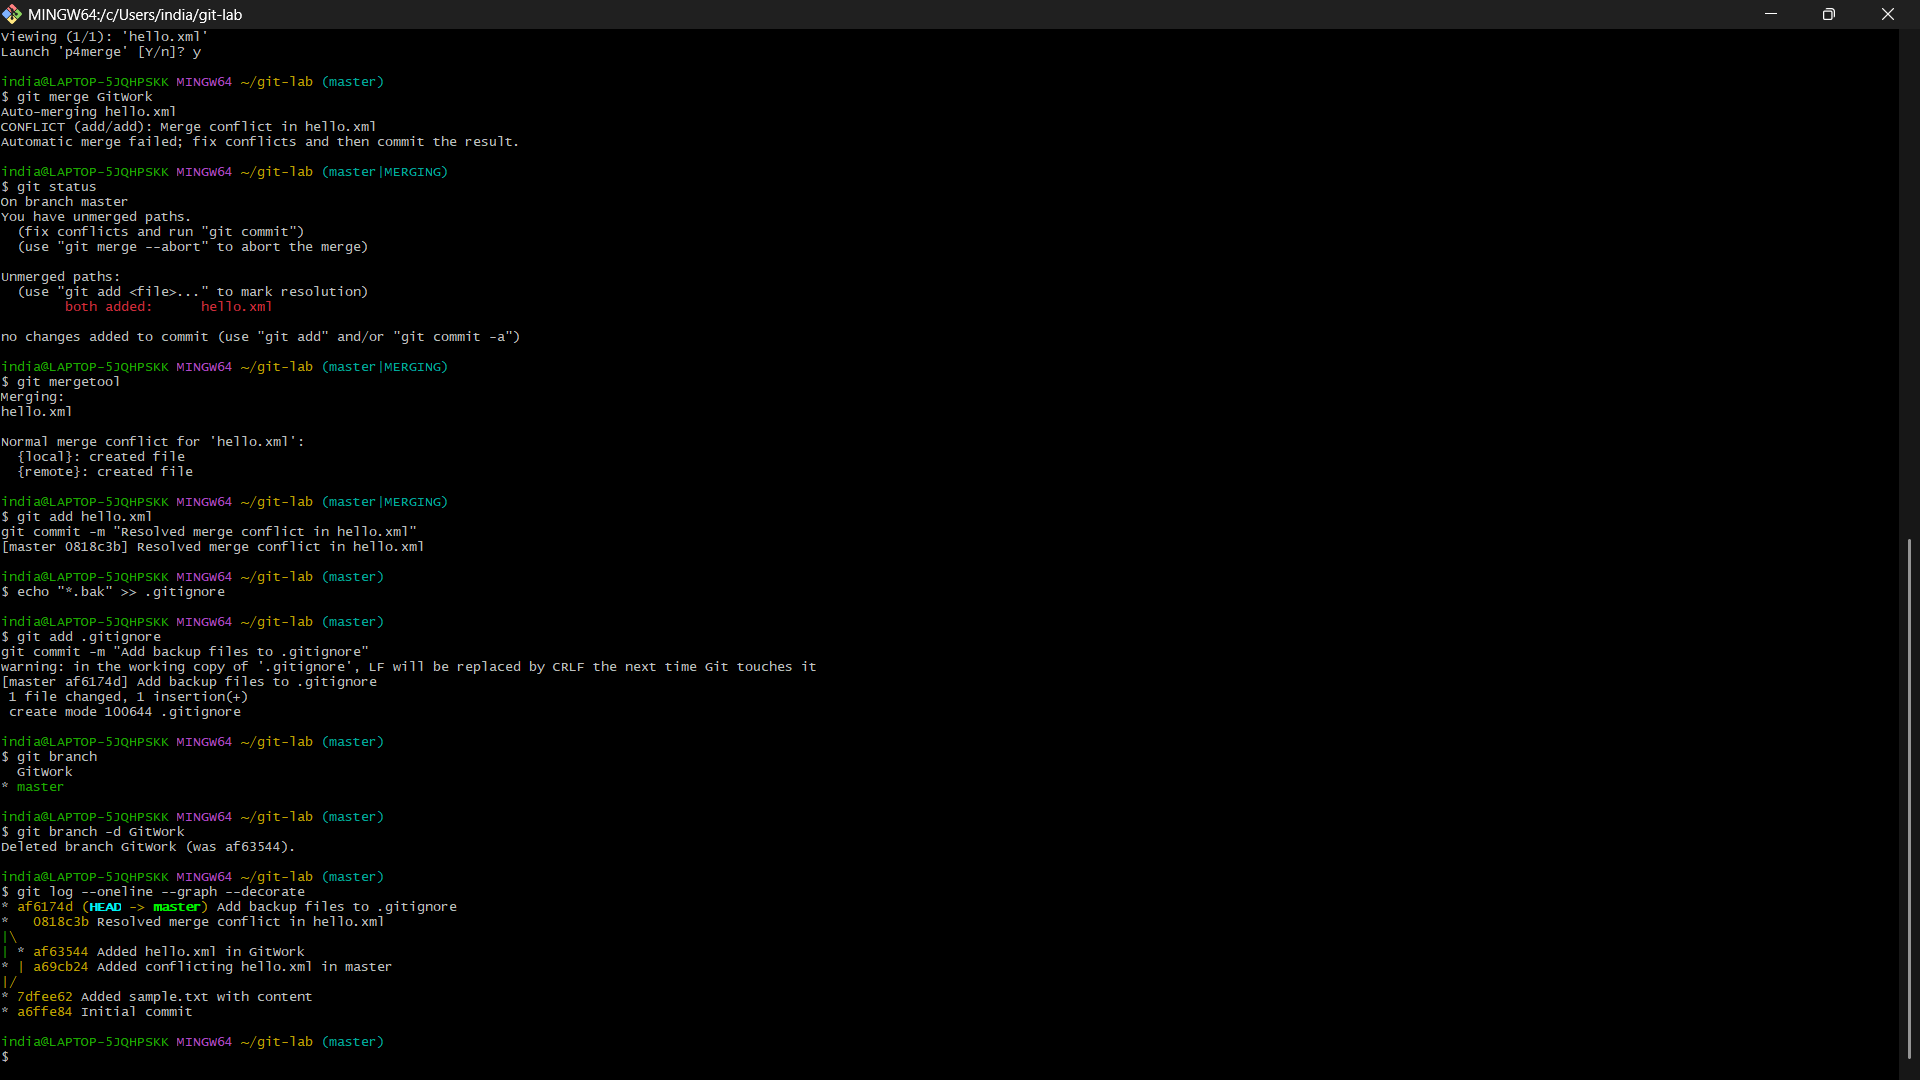 MINGW64:/c/Users/india/git-lab
Viewing (1/1): 'hello.xml'
Launch 'p4merge' [Y/n]? y
india@LAPTOP-5JQHPSKK MINGW64 ~/git-lab (master)
$ git merge GitWork
Auto-merging hello.xml
CONFLICT (add/add): Merge conflict in hello.xml
Automatic merge failed; fix conflicts and then commit the result.
india@LAPTOP-5JQHPSKK MINGW64 ~/git-lab (master|MERGING)
$ git status
On branch master
You have unmerged paths.
  (fix conflicts and run "git commit")
  (use "git merge --abort" to abort the merge)
Unmerged paths:
  (use "git add <file>..." to mark resolution)
        both added:      hello.xml
no changes added to commit (use "git add" and/or "git commit -a")
india@LAPTOP-5JQHPSKK MINGW64 ~/git-lab (master|MERGING)
$ git mergetool
Merging:
hello.xml
Normal merge conflict for 'hello.xml':
  {local}: created file
  {remote}: created file
india@LAPTOP-5JQHPSKK MINGW64 ~/git-lab (master|MERGING)
$ git add hello.xml
git commit -m "Resolved merge conflict in hello.xml"
[master 0818c3b] Resolved merge conflict in hello.xml
india@LAPTOP-5JQHPSKK MINGW64 ~/git-lab (master)
$ echo "*.bak" >> .gitignore
india@LAPTOP-5JQHPSKK MINGW64 ~/git-lab (master)
$ git add .gitignore
git commit -m "Add backup files to .gitignore"
warning: in the working copy of '.gitignore', LF will be replaced by CRLF the next time Git touches it
[master af6174d] Add backup files to .gitignore
 1 file changed, 1 insertion(+)
 create mode 100644 .gitignore
india@LAPTOP-5JQHPSKK MINGW64 ~/git-lab (master)
$ git branch
  GitWork
* master
india@LAPTOP-5JQHPSKK MINGW64 ~/git-lab (master)
$ git branch -d GitWork
Deleted branch GitWork (was af63544).
india@LAPTOP-5JQHPSKK MINGW64 ~/git-lab (master)
$ git log --oneline --graph --decorate
* af6174d (HEAD -> master) Add backup files to .gitignore
*   0818c3b Resolved merge conflict in hello.xml
|\
| * af63544 Added hello.xml in GitWork
* | a69cb24 Added conflicting hello.xml in master
|/
* 7dfee62 Added sample.txt with content
* a6ffe84 Initial commit
india@LAPTOP-5JQHPSKK MINGW64 ~/git-lab (master)
$